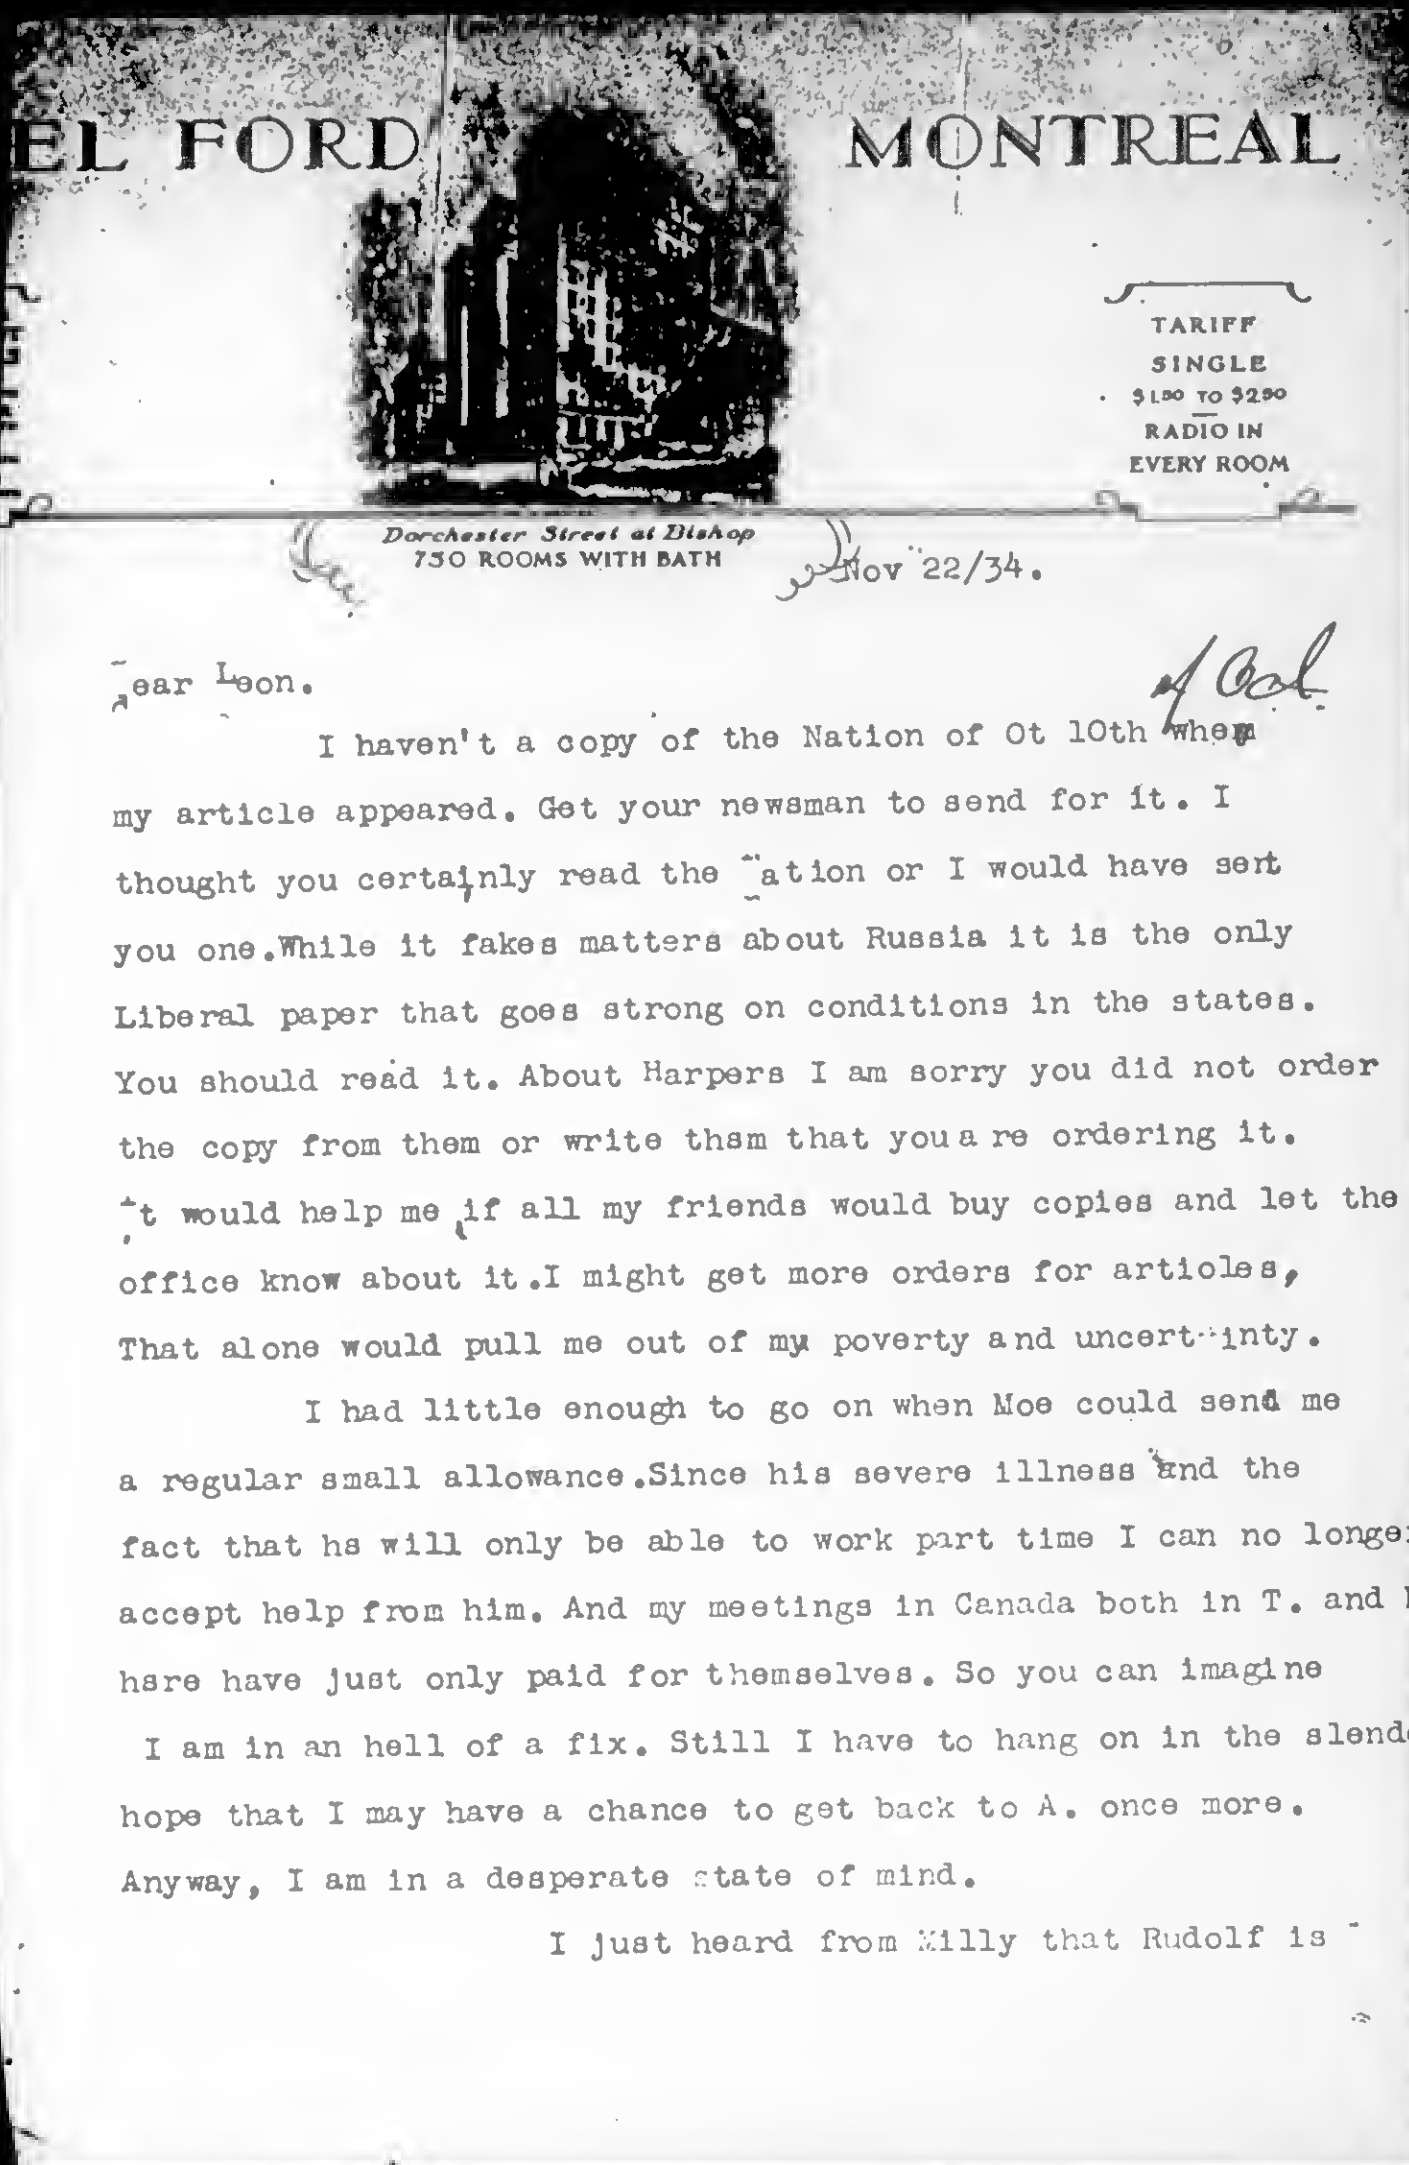 EL FORD MONTREAL
TARIFF
SINGLE
$1.50 TO $2.50
RADIO IN
EVERY ROOM
Dorchester Street at Bishop
750 ROOMS WITH BATH
Nov 22/34.
Dear Leon.
I haven't a copy of the Nation of Ot 10th when
my article appeared. Get your newsman to send for it. I
thought you certainly read the Nation or I would have sent
you one.While it fakes matters about Russia it is the only
Liberal paper that goes strong on conditions in the states.
You should read it. About Harpers I am sorry you did not order
the copy from them or write them that you are ordering it.
It would help me if all my friends would buy copies and let the
office know about it.I might get more orders for articles,
That alone would pull me out of my poverty and uncertainty.
I had little enough to go on when Moe could send me
a regular small allowance.Since his severe illness and the
fact that he will only be able to work part time I can no longe
accept help from him. And my meetings in Canada both in T. and
here have just only paid for themselves. So you can imagine
I am in an hell of a fix. Still I have to hang on in the slend
hope that I may have a chance to get back to A. once more.
Anyway, I am in a desperate state of mind.
I just heard from Milly that Rudolf is